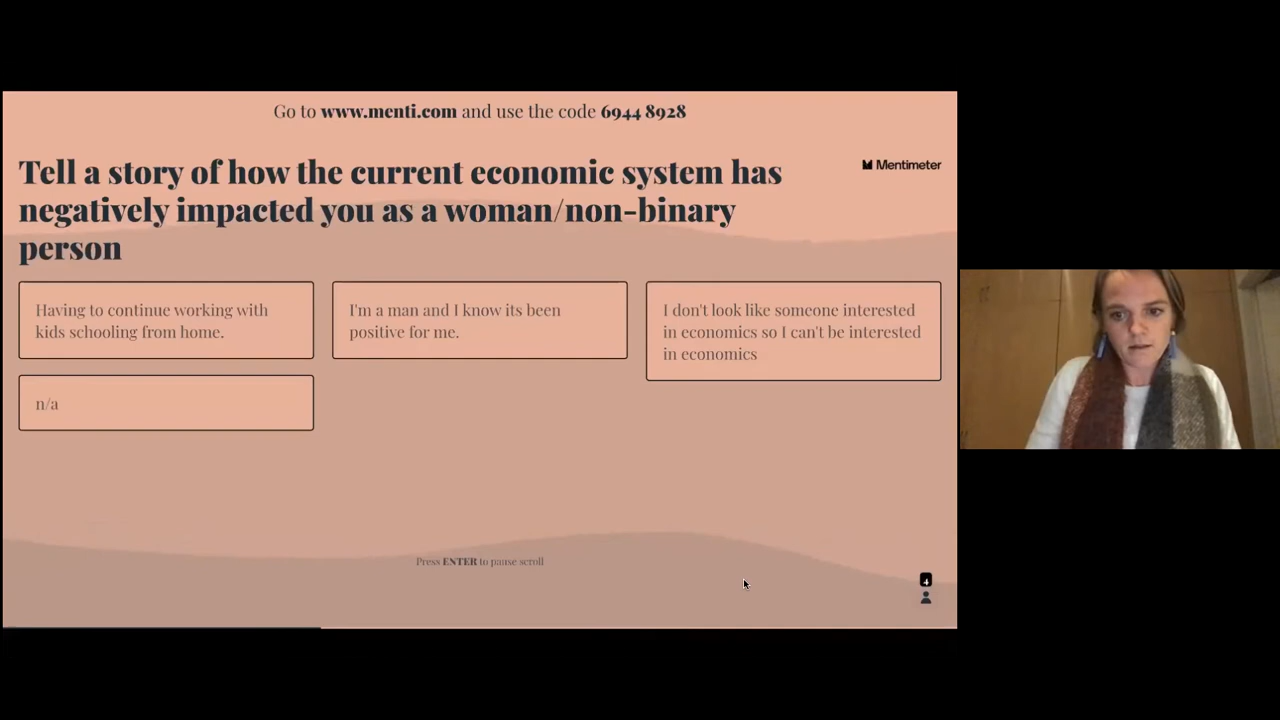 Go to www.menti.com and use the code 6944 8928
Tell a story of how the current economic system has
negatively impacted you as a woman/non-binary
person
Mentimeter
Having to continue working with
kids schooling from home.
I'm a man and I know its been
positive for me.
I don't look like someone interested
in economics so I can't be interested
in economics
n/a
Press ENTER to pause scroll
4